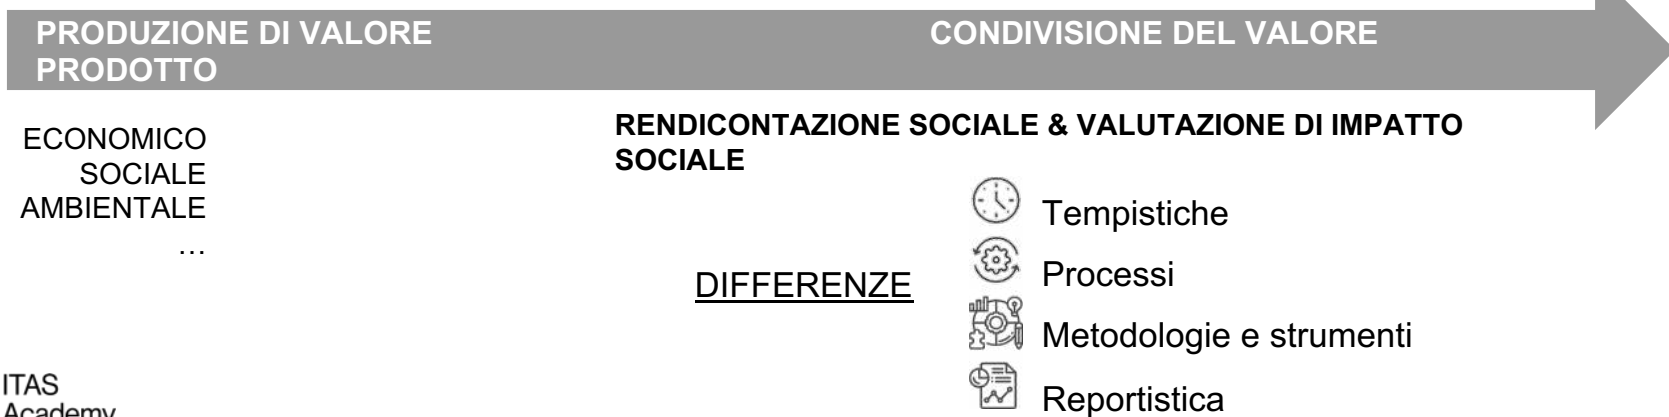 PRODUZIONE DI VALORE
PRODOTTO
CONDIVISIONE DEL VALORE
ECONOMICO
SOCIALE
AMBIENTALE
…
RENDICONTAZIONE SOCIALE & VALUTAZIONE DI IMPATTO
SOCIALE
DIFFERENZE
Tempistiche
Processi
Metodologie e strumenti
Reportistica
ITAS
Academy